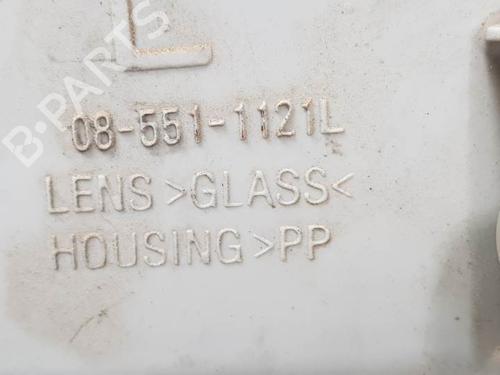 B-PARTS
L
08-551-1121L
LENS >GLASS<
HOUSING >PP